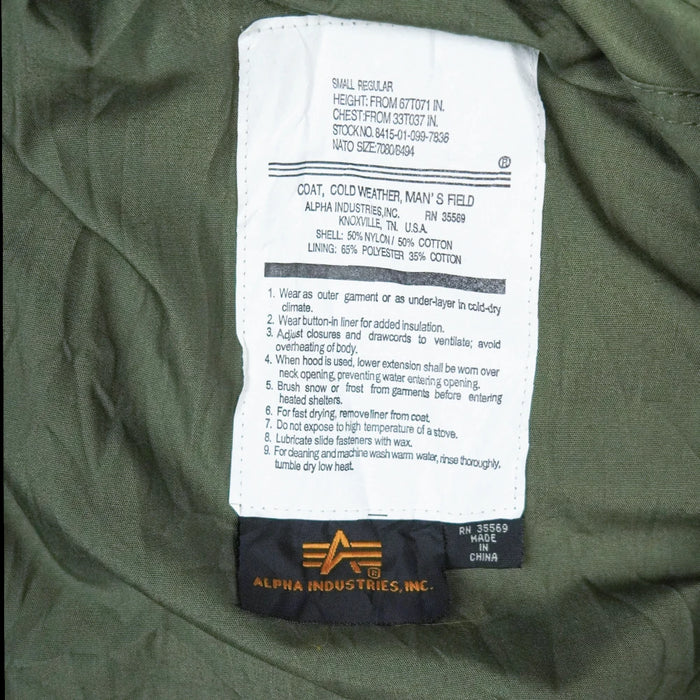 SMALL REGULAR
HEIGHT: FROM 67T071 IN.
CHEST: FROM 33T037 IN.
STOCK NO. 8415-01-099-7836
NATO SIZE: 7080/8494
®
COAT, COLD WEATHER, MAN'S FIELD
ALPHA INDUSTRIES, INC. RN 35569
KNOXVILLE, TN. U.S.A.
SHELL: 50% NYLON / 50% COTTON
LINING: 65% POLYESTER 35% COTTON
1. Wear as outer garment or as under-layer in cold-dry
climate.
2. Wear button-in liner for added insulation.
3. Adjust closures and drawcords to ventilate; avoid
overheating of body.
4. When hood is used, lower extension shall be worn over
neck opening, preventing water entering opening.
5. Brush snow or frost from garments before entering
heated shelters.
6. For fast drying, remove liner from coat.
7. Do not expose to high temperature of a stove.
8. Lubricate slide fasteners with wax.
9. For cleaning and machine wash warm water, rinse thoroughly,
tumble dry low heat.
®
ALPHA INDUSTRIES, INC.
RN 35569
MADE
IN
CHINA